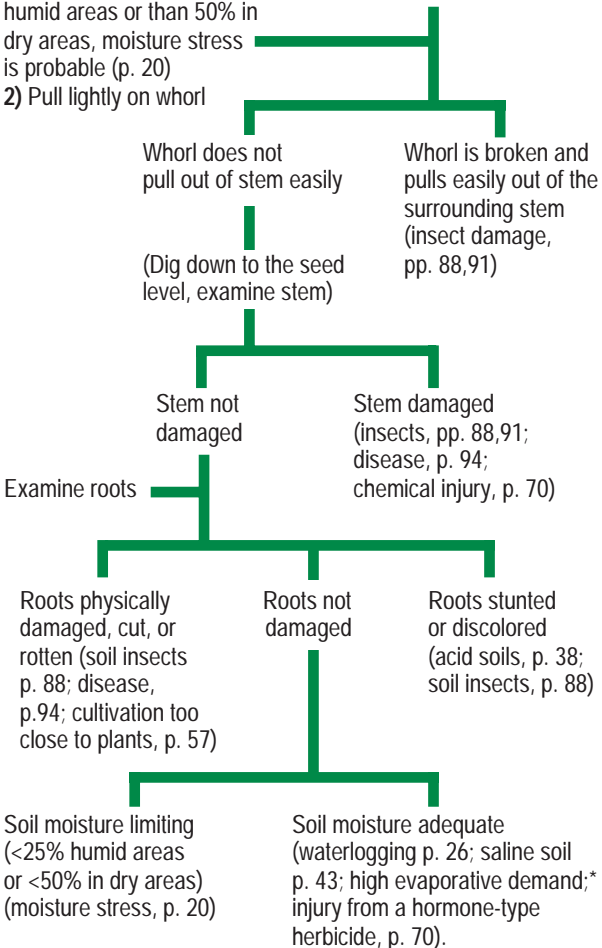 humid areas or than 50% in
dry areas, moisture stress
is probable (p. 20)
2) Pull lightly on whorl
Whorl does not
pull out of stem easily
Whorl is broken and
pulls easily out of the
surrounding stem
(insect damage,
pp. 88,91)
(Dig down to the seed
level, examine stem)
Stem not
damaged
Stem damaged
(insects, pp. 88,91;
disease, p. 94;
chemical injury, p. 70)
Examine roots
Roots physically
damaged, cut, or
rotten (soil insects
p. 88; disease,
p.94; cultivation too
close to plants, p. 57)
Roots not
damaged
Roots stunted
or discolored
(acid soils, p. 38;
soil insects, p. 88)
Soil moisture limiting
(<25% humid areas
or <50% in dry areas)
(moisture stress, p. 20)
Soil moisture adequate
(waterlogging p. 26; saline soil
p. 43; high evaporative demand;*
injury from a hormone-type
herbicide, p. 70).